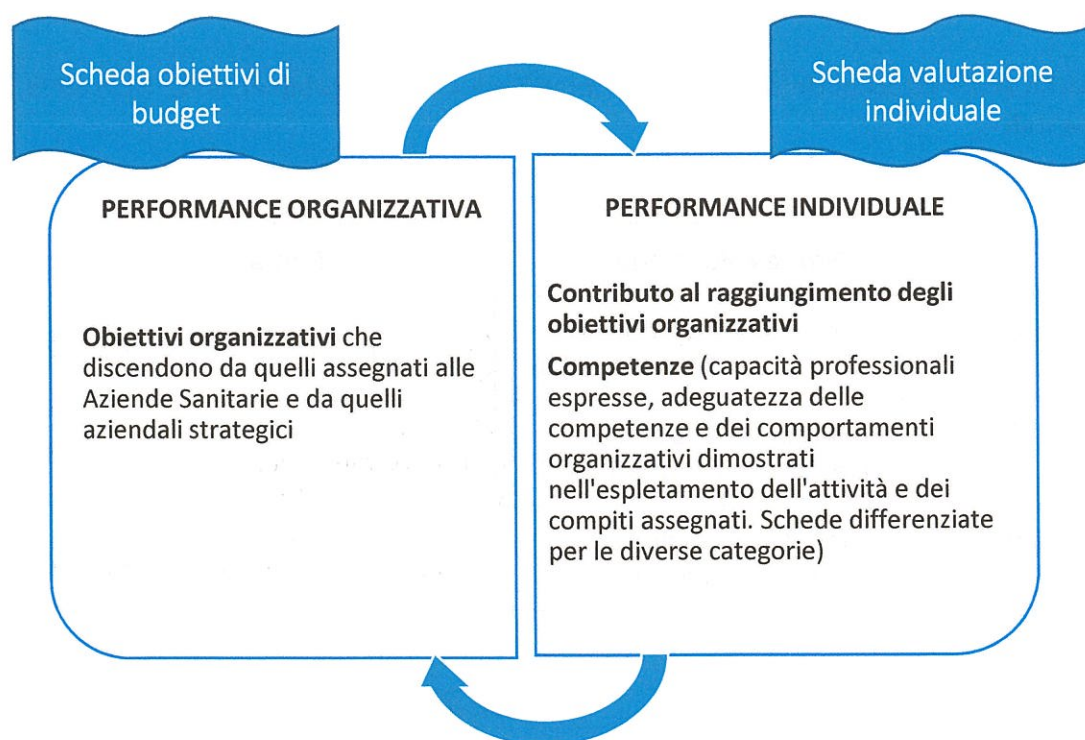 Scheda obiettivi di
budget
Scheda valutazione
individuale
PERFORMANCE ORGANIZZATIVA
Obiettivi organizzativi che
discendono da quelli assegnati alle
Aziende Sanitarie e da quelli
aziendali strategici
PERFORMANCE INDIVIDUALE
Contributo al raggiungimento degli
obiettivi organizzativi
Competenze (capacità professionali
espresse, adeguatezza delle
competenze e dei comportamenti
organizzativi dimostrati
nell'espletamento dell'attività e dei
compiti assegnati. Schede differenziate
per le diverse categorie)